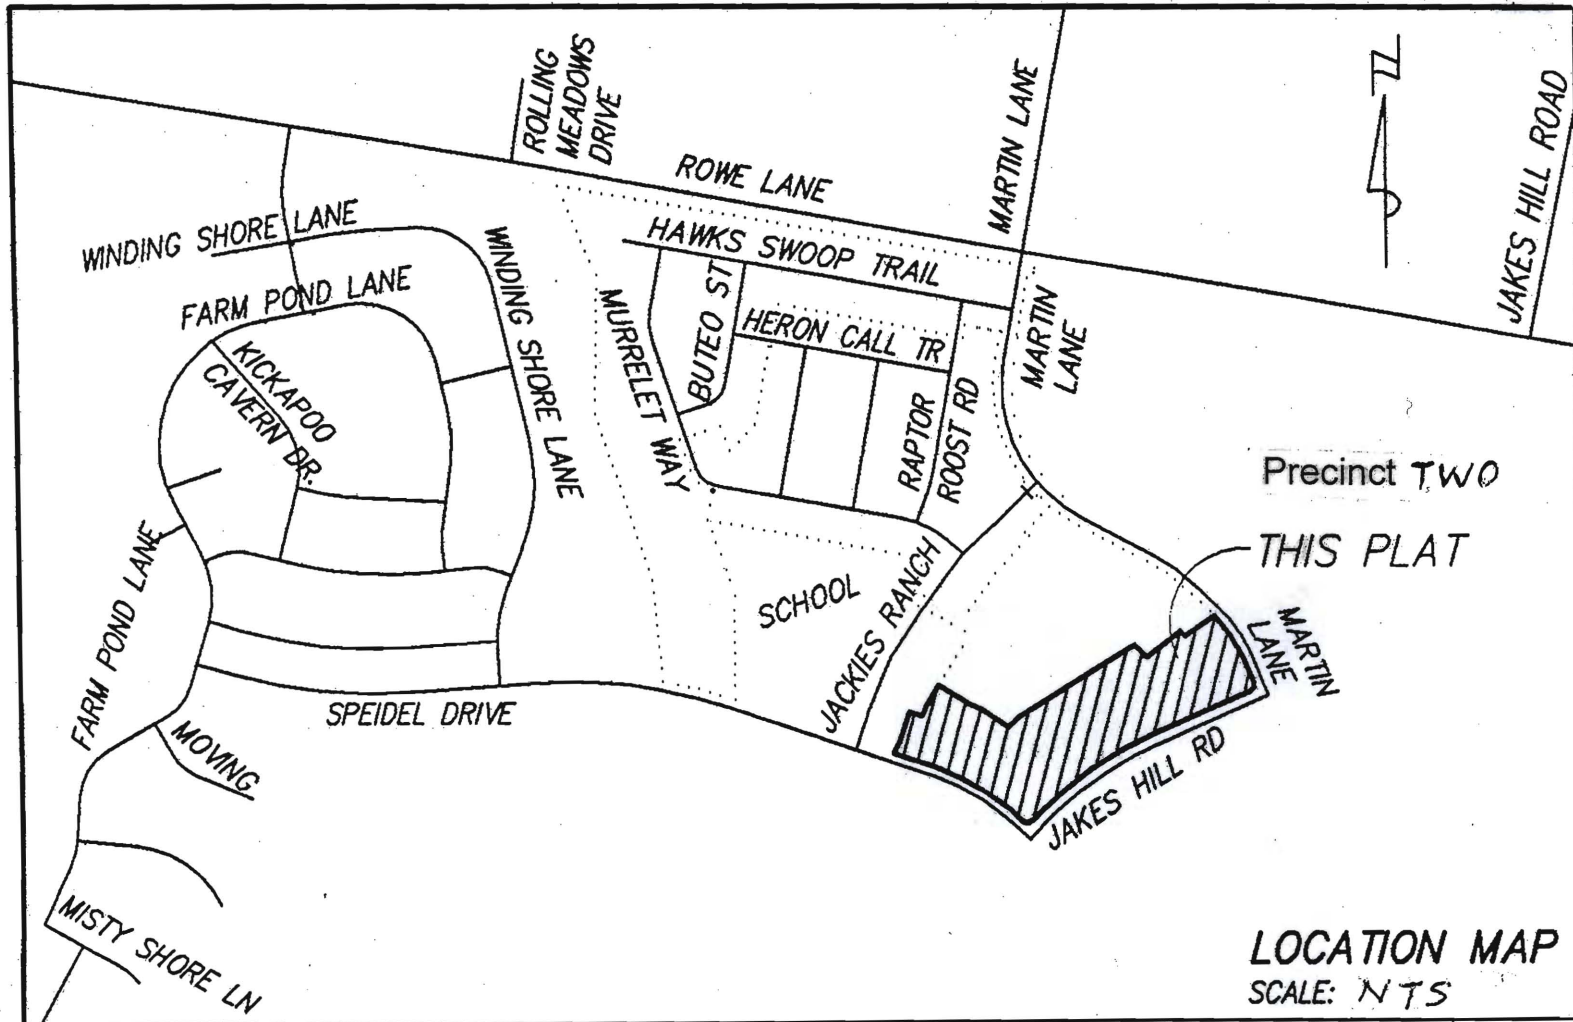 ROLLING
MEADOWS
DRIVE
MARTIN LANE
N
JAKES HILL ROAD
ROWE LANE
WINDING SHORE LANE
HAWKS SWOOP TRAIL
WINDING SHORE LANE
FARM POND LANE
BUTEO ST
MURRELET WAY
HERON CALL TR
MARTIN
LANE
KICKAPOO
CAVERN DR.
RAPTOR
ROOST RD
Precinct TWO
THIS PLAT
FARM POND LANE
SCHOOL
JACKIES RANCH
MARTIN
LANE
SPEIDEL DRIVE
MOVING
JAKES HILL RD
MISTY SHORE LN
LOCATION MAP
SCALE: NTS